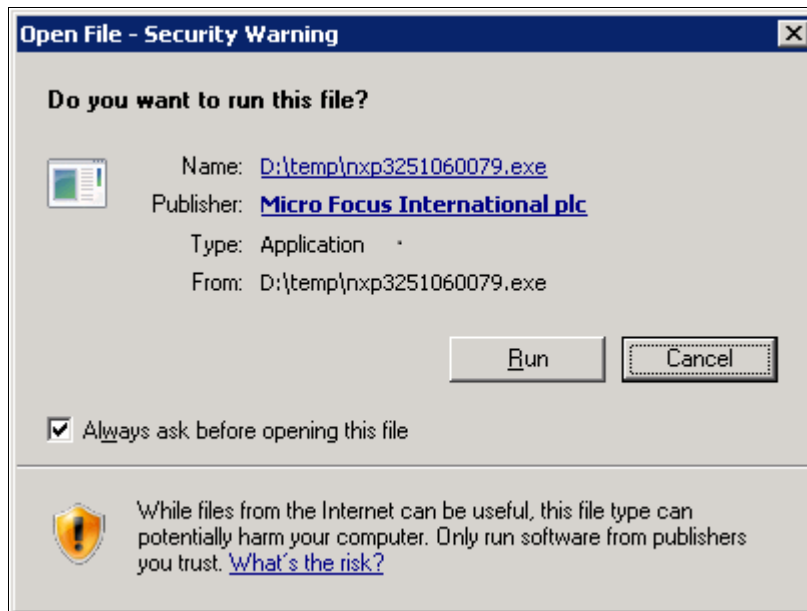 Open File - Security Warning
Do you want to run this file?
Name: D:\temp\nxp3251060079.exe
Publisher: Micro Focus International plc
Type: Application
From: D:\temp\nxp3251060079.exe
Run Cancel
Always ask before opening this file
While files from the Internet can be useful, this file type can
potentially harm your computer. Only run software from publishers
you trust. What's the risk?